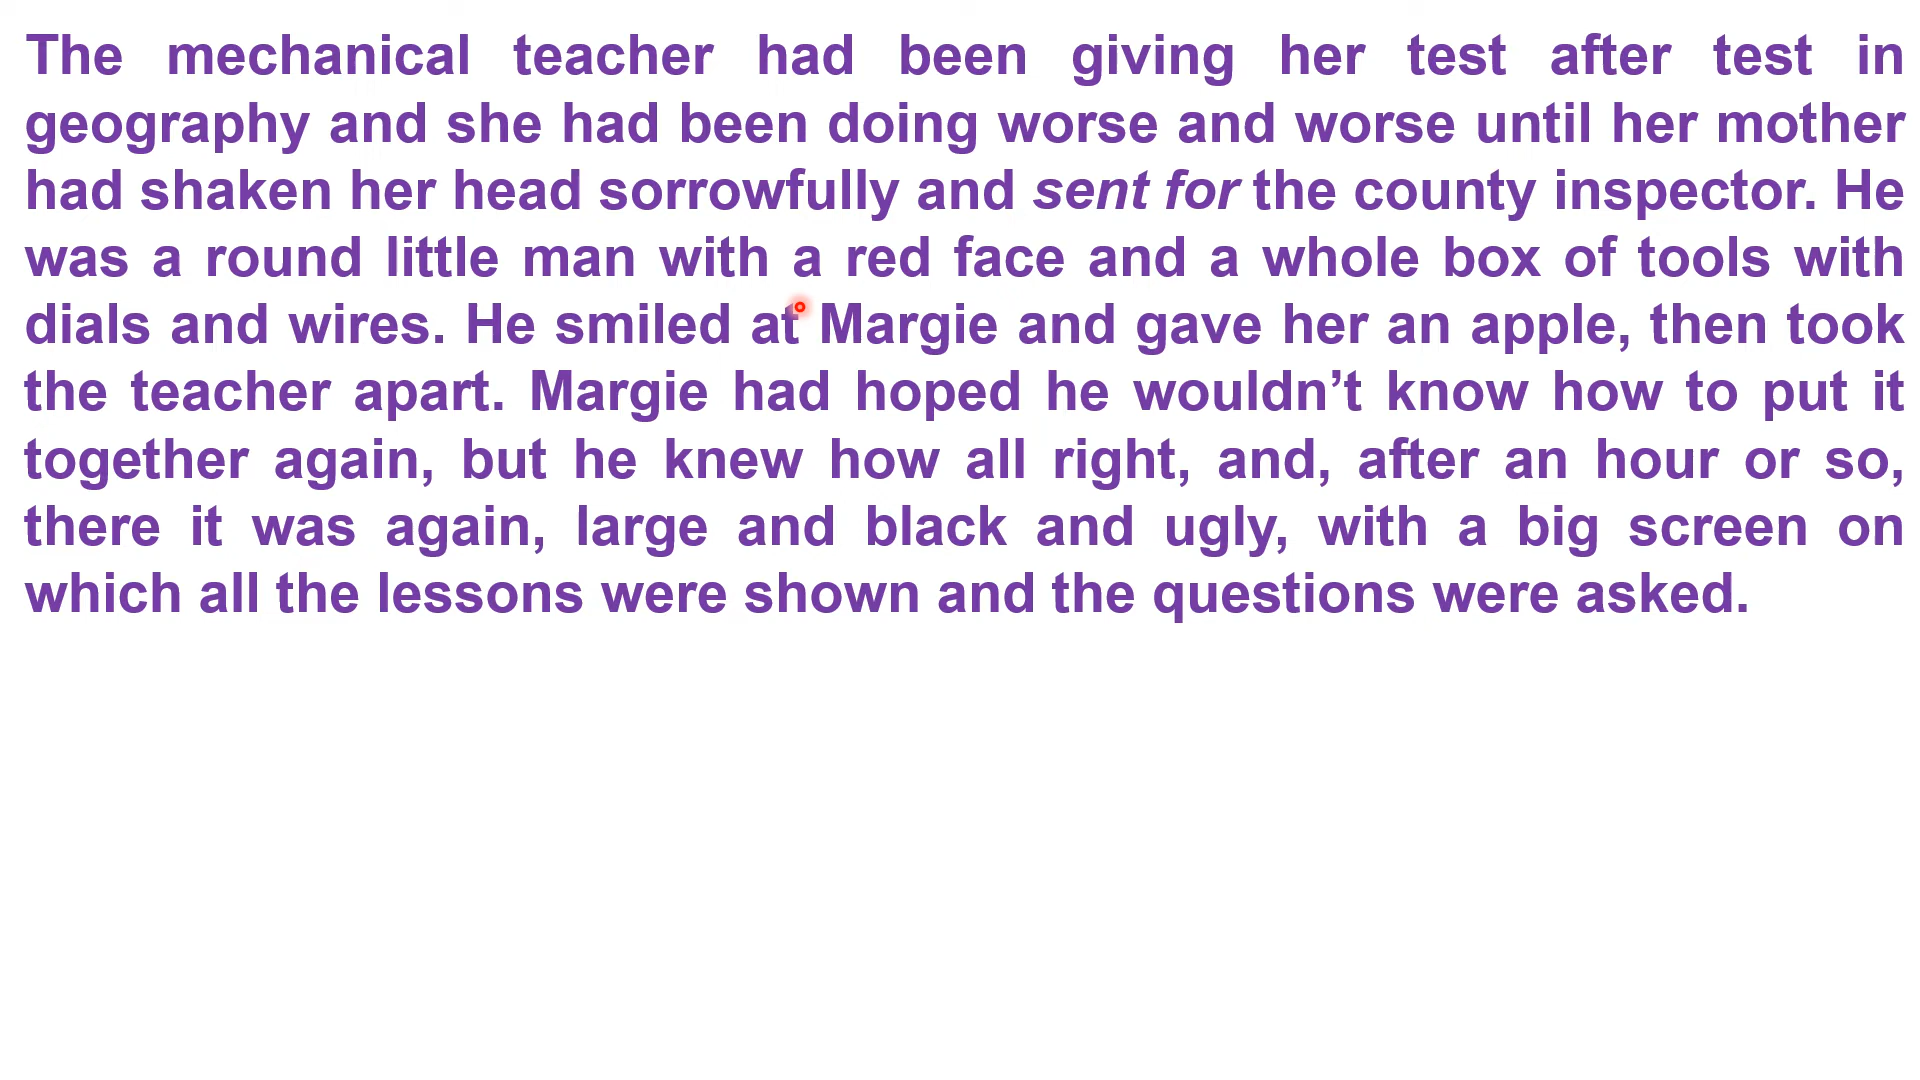 The mechanical teacher had been giving her test after test in
geography and she had been doing worse and worse until her mother
had shaken her head sorrowfully and sent for the county inspector. He
was a round little man with a red face and a whole box of tools with
dials and wires. He smiled at Margie and gave her an apple, then took
the teacher apart. Margie had hoped he wouldn’t know how to put it
together again, but he knew how all right, and, after an hour or so,
there it was again, large and black and ugly, with a big screen on
which all the lessons were shown and the questions were asked.